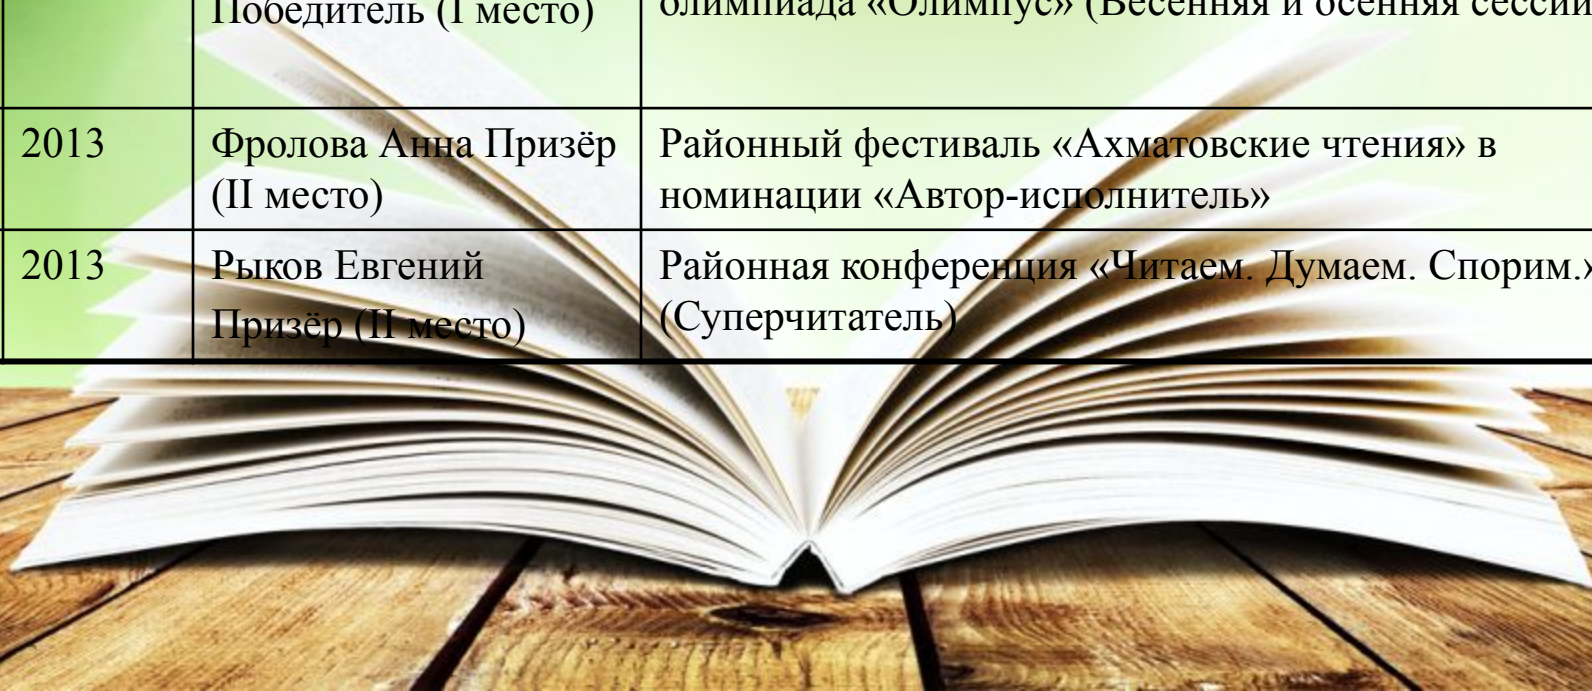 Победитель (I место)
олимпиада «Олимпус» (Весенняя и осенняя сессии
2013
Фролова Анна Призёр
(II место)
Районный фестиваль «Ахматовские чтения» в
номинации «Автор-исполнитель»
2013
Рыков Евгений
Призёр (II место)
Районная конференция «Читаем. Думаем. Спорим.»
(Суперчитатель)